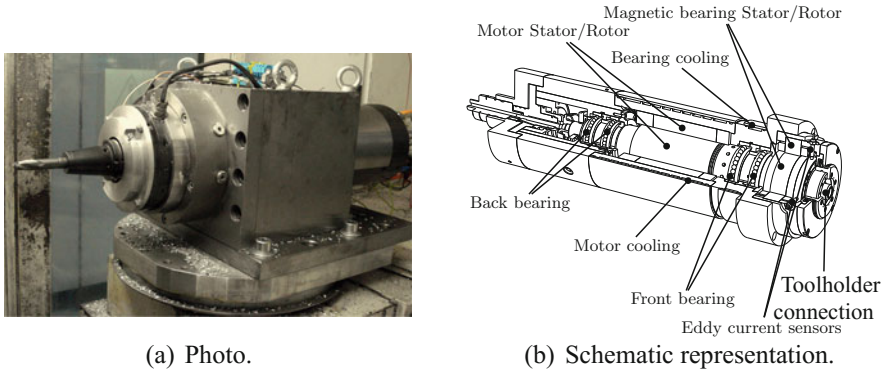 Magnetic bearing Stator/Rotor
Motor Stator/Rotor
Bearing cooling
Back bearing
Motor cooling
Front bearing
Toolholder
connection
Eddy current sensors
(a) Photo.
(b) Schematic representation.